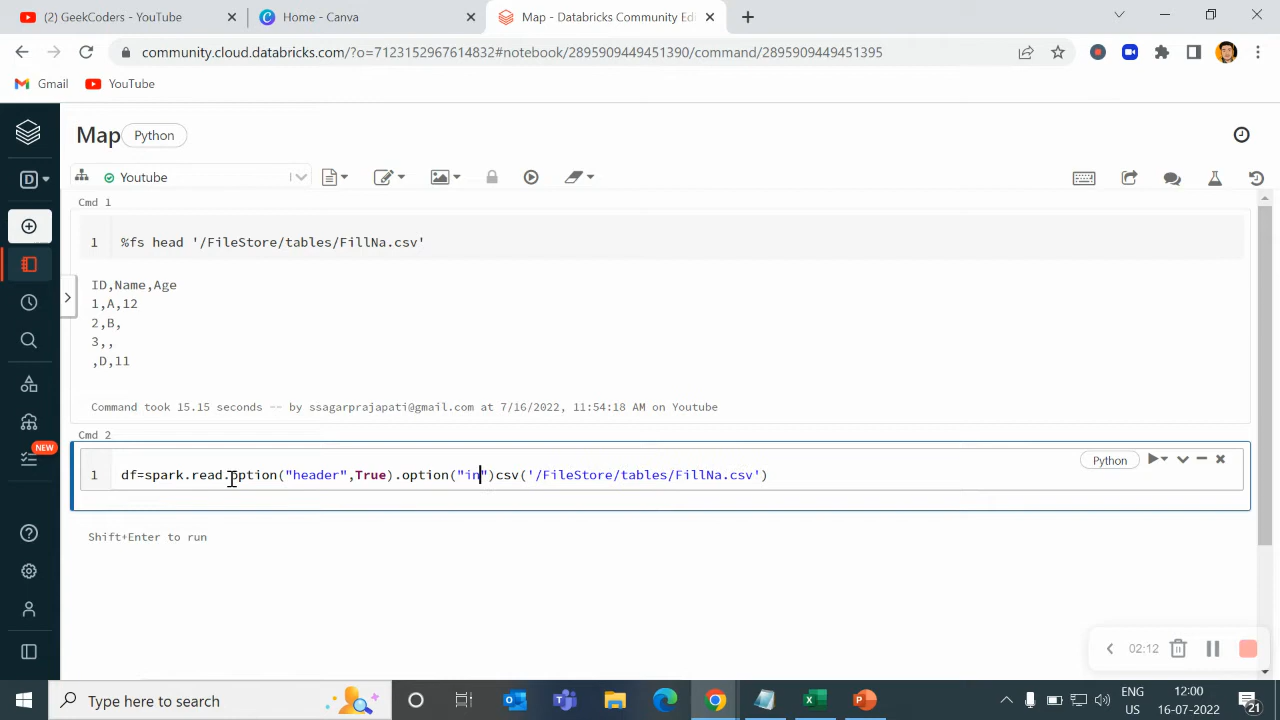 (2) GeekCoders - YouTube
Home - Canva
Map - Databricks Community Edi
community.cloud.databricks.com/?o=7123152967614832#notebook/2895909449451390/command/2895909449451395
Gmail
YouTube
Map
Python
D
Youtube
Cmd 1
1 %fs head '/FileStore/tables/FillNa.csv'
ID,Name,Age
1,A,12
2,B,
3,,
,D,11
Command took 15.15 seconds -- by ssagarprajapati@gmail.com at 7/16/2022, 11:54:18 AM on Youtube
NEW
Cmd 2
1 df=spark.read.option("header",True).option("in")csv('/FileStore/tables/FillNa.csv')
Python
Shift+Enter to run
02:12
Type here to search
ENG
US
12:00
16-07-2022
21